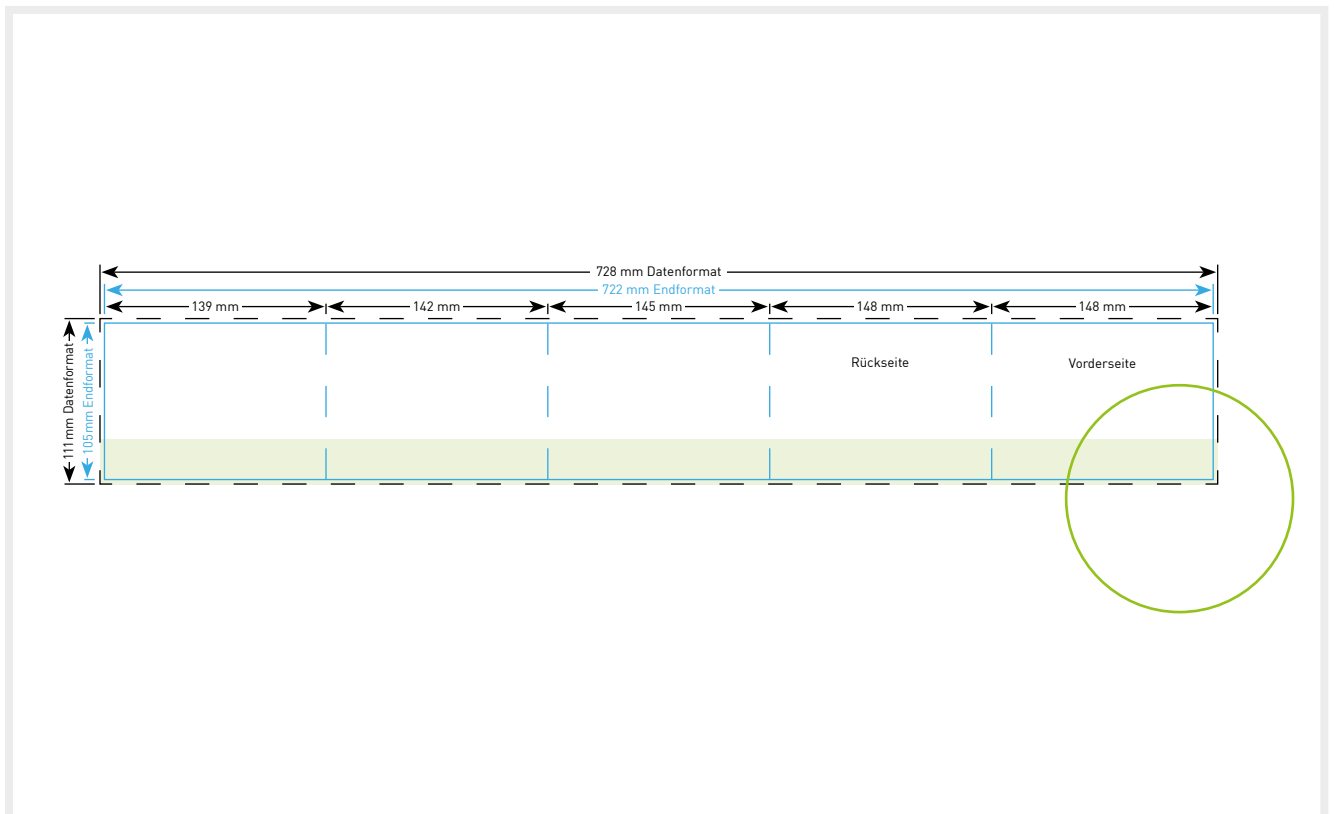 728 mm Datenformat
722 mm Endformat
139 mm
142 mm
145 mm
148 mm
148 mm
111 mm Datenformat
105 mm Endformat
Rückseite
Vorderseite